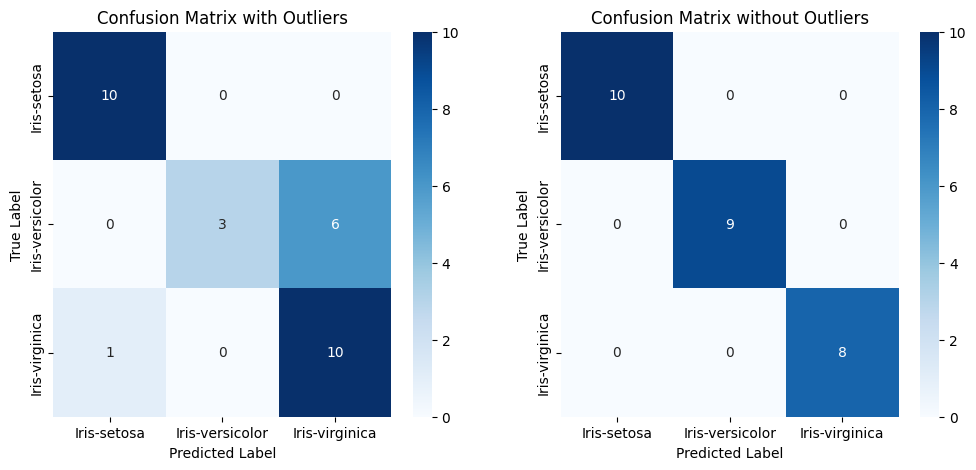 Confusion Matrix with Outliers
Iris-setosa
Iris-versicolor
Iris-virginica
True Label
10 0 0
0 3 6
1 0 10
Iris-setosa Iris-versicolor Iris-virginica
Predicted Label
10
8
6
4
2
0
Confusion Matrix without Outliers
Iris-setosa
Iris-versicolor
Iris-virginica
True Label
10 0 0
0 9 0
0 0 8
Iris-setosa Iris-versicolor Iris-virginica
Predicted Label
10
8
6
4
2
0